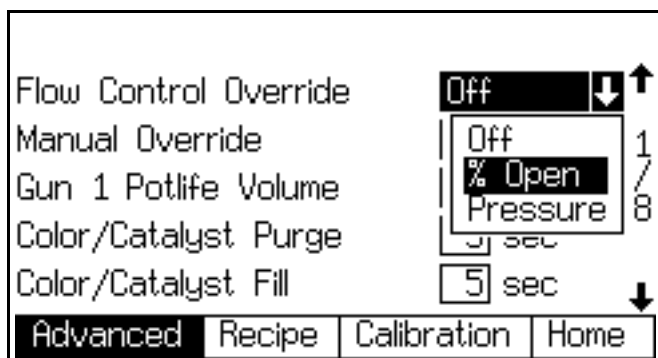 Flow Control Override Off
Manual Override Off 1
% Open /
Gun 1 Potlife Volume Pressure 8
Color/Catalyst Purge sec
Color/Catalyst Fill 5 sec
Advanced Recipe Calibration Home